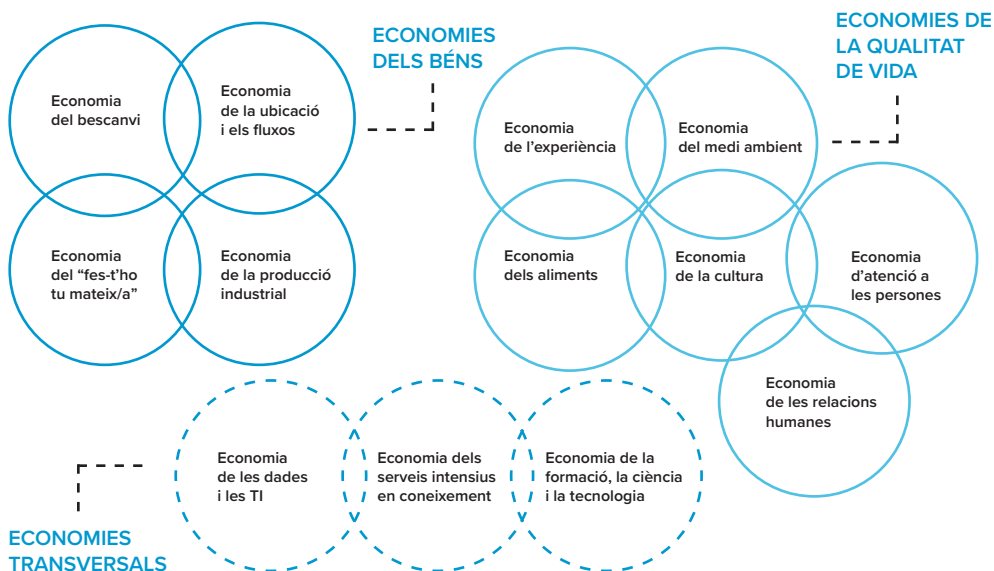 ECONOMIES
DELS BÉNS
Economia
del bescanvi
Economia
de la ubicació
i els fluxos
Economia
del “fes-t’ho
tu mateix/a”
Economia
de la producció
industrial
ECONOMIES DE
LA QUALITAT
DE VIDA
Economia
de l’experiència
Economia
del medi ambient
Economia
dels aliments
Economia
de la cultura
Economia
d’atenció a
les persones
Economia
de les relacions
humanes
Economia
de les dades
i les TI
Economia dels
serveis intensius
en coneixement
Economia de la
formació, la ciència
i la tecnologia
ECONOMIES
TRANSVERSALS